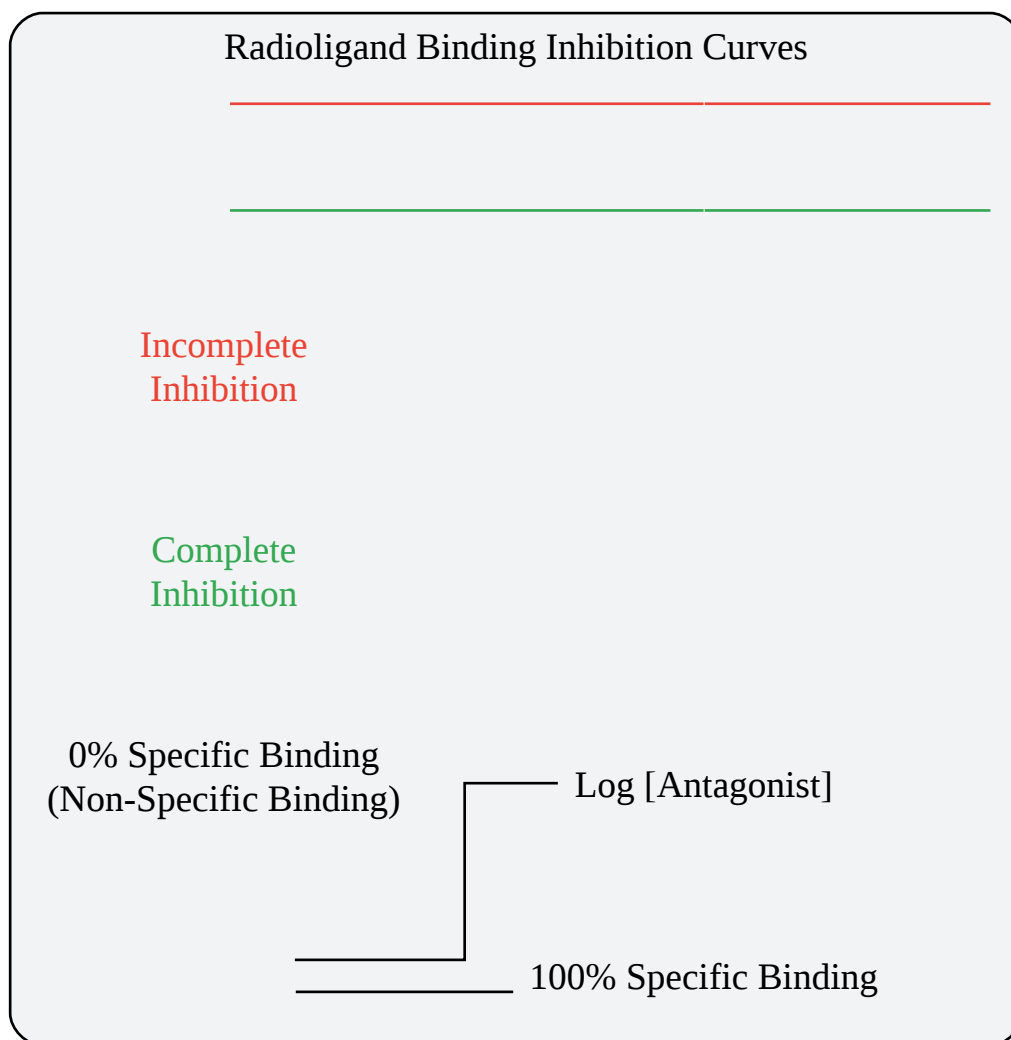 Radioligand Binding Inhibition Curves
Incomplete
Inhibition
Complete
Inhibition
0% Specific Binding
(Non-Specific Binding)
Log [Antagonist]
100% Specific Binding